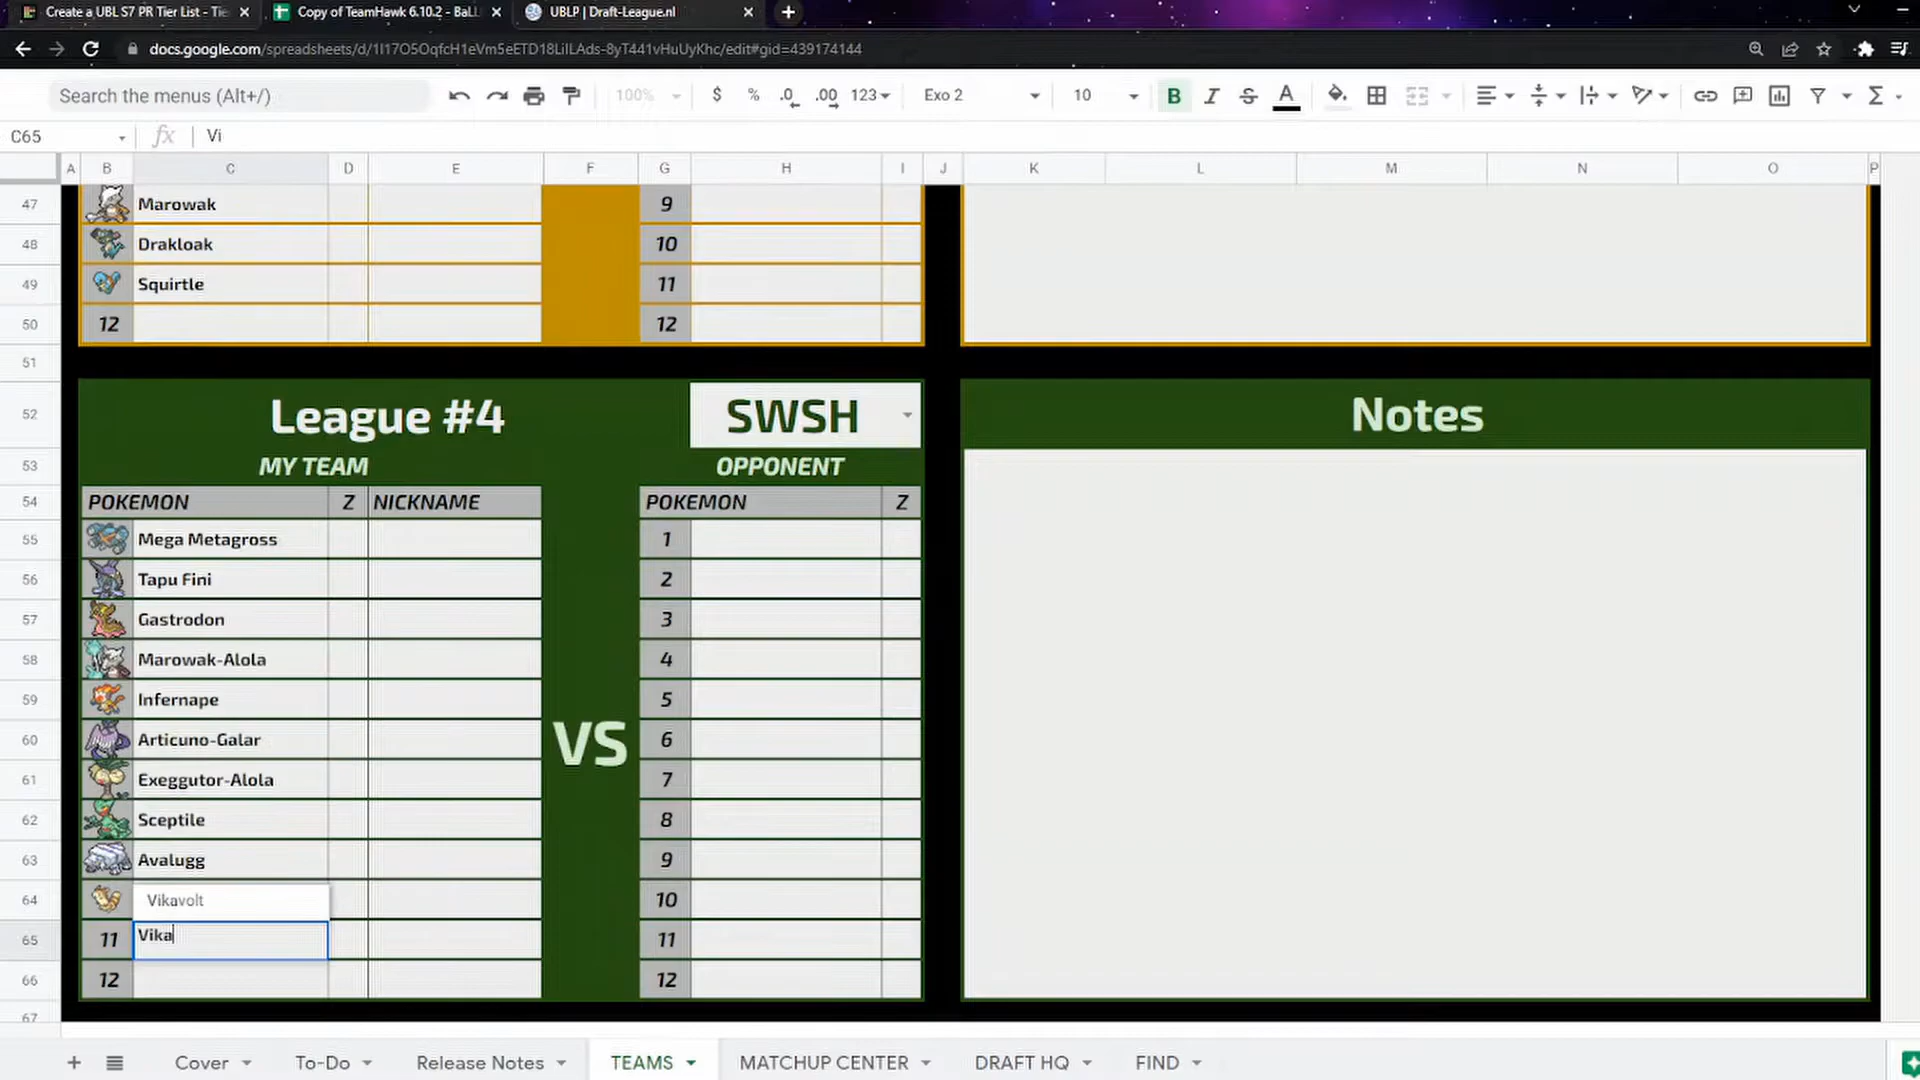 Create a UBL S7 PR Tier List - Tie
Copy of TeamHawk 6.10.2 - BaLL
UBLP | Draft-League.nl
docs.google.com/spreadsheets/d/1I17O5OqfcH1eVm5eETD18LiILAds-8yT441vHuUyKhc/edit#gid=439174144
Search the menus (Alt+/)
100%
$ % .0 .00 123
Exo 2
10
B I S A
C65
fx
Vi
A B C D E F G H I J K L M N O P
47 Marowak 9
48 Drakloak 10
49 Squirtle 11
50 12 12
51
52 League #4 SWSH Notes
53 MY TEAM OPPONENT
54 POKEMON Z NICKNAME POKEMON Z
55 Mega Metagross 1
56 Tapu Fini 2
57 Gastrodon 3
58 Marowak-Alola 4
59 Infernape 5
60 Articuno-Galar VS 6
61 Exeggutor-Alola 7
62 Sceptile 8
63 Avalugg 9
64 Vikavolt 10
65 11 Vika 11
66 12 12
67
Cover To-Do Release Notes TEAMS MATCHUP CENTER DRAFT HQ FIND